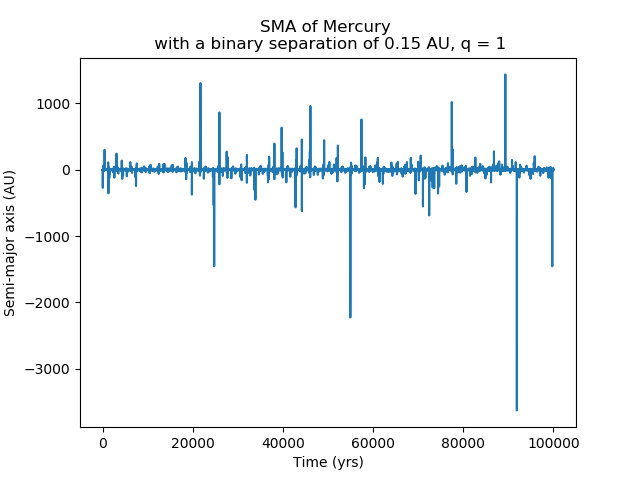 SMA of Mercury
with a binary separation of 0.15 AU, q = 1
Semi-major axis (AU)
1000
0
−1000
−2000
−3000
0 20000 40000 60000 80000 100000
Time (yrs)